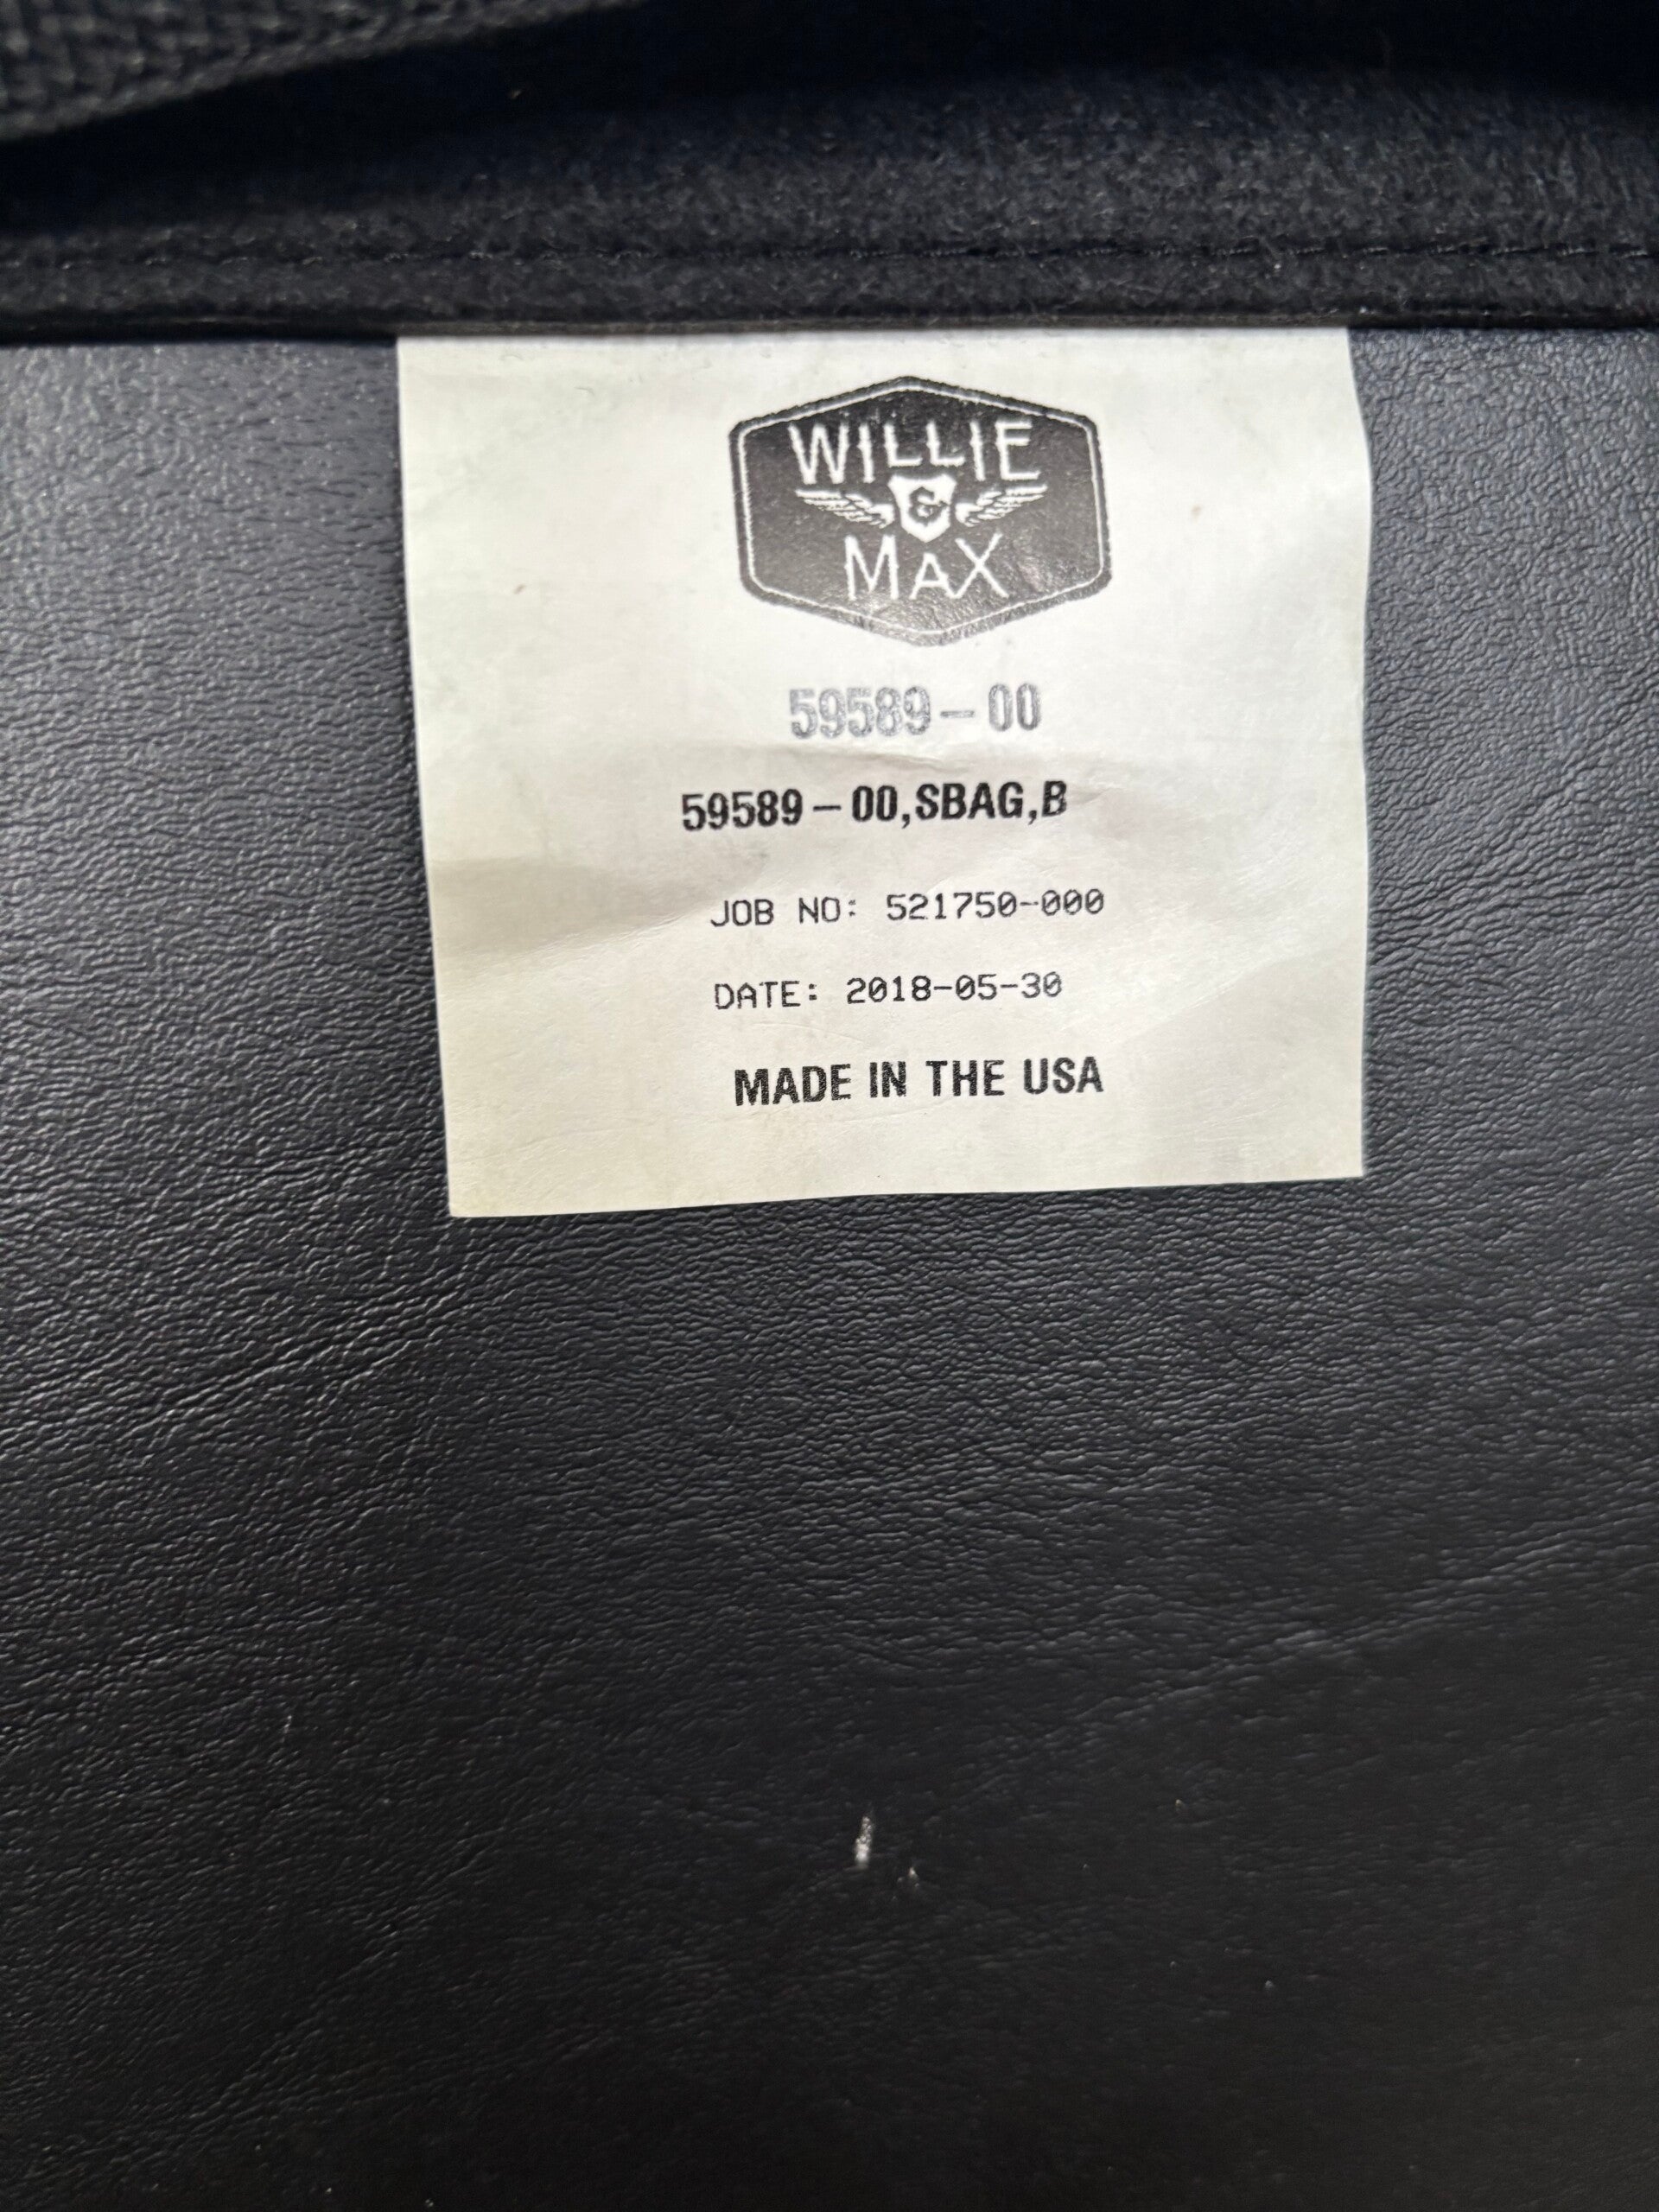 WILLIE
&
MAX
59589-00
59589-00,SBAG,B
JOB NO: 521750-000
DATE: 2018-05-30
MADE IN THE USA